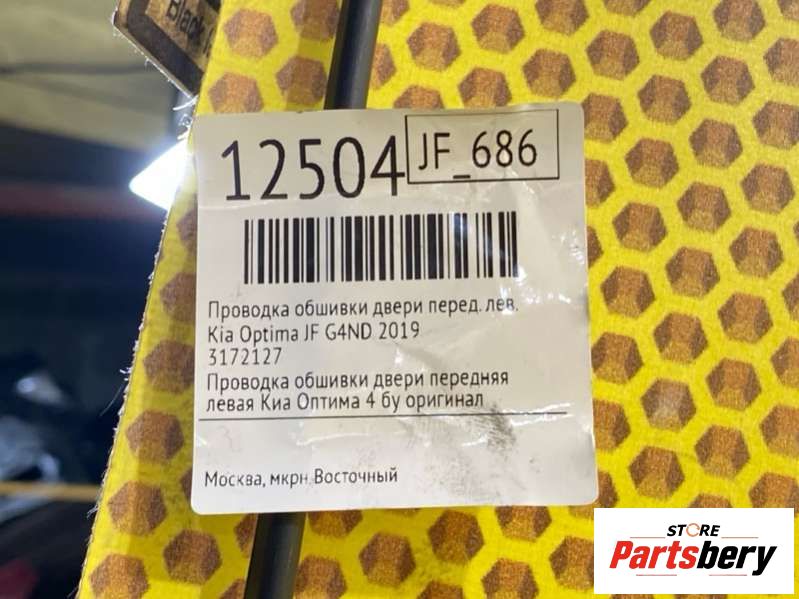 Black
12504
JF_686
Проводка обшивки двери перед. лев.
Kia Optima JF G4ND 2019
3172127
Проводка обшивки двери передняя
левая Киа Оптима 4 бу оригинал
Москва, мкрн. Восточный
STORE
Partsbery